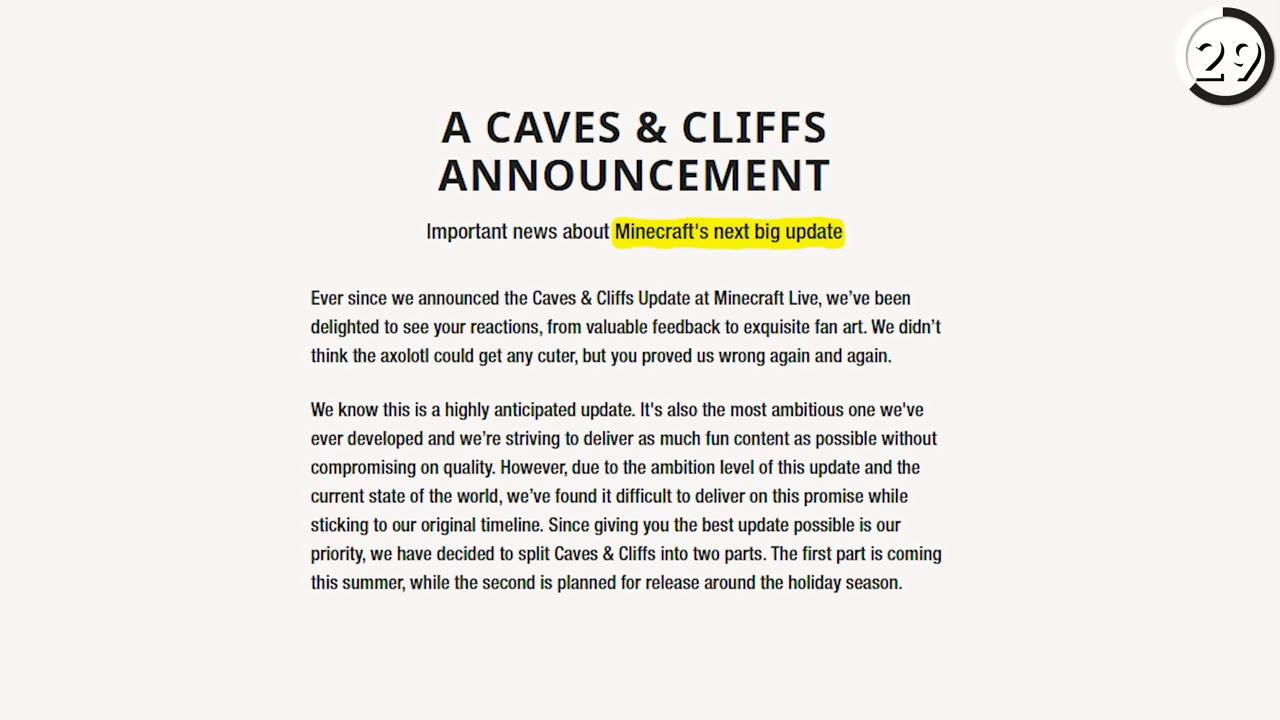 29
A CAVES & CLIFFS
ANNOUNCEMENT
Important news about Minecraft's next big update
Ever since we announced the Caves & Cliffs Update at Minecraft Live, we’ve been
delighted to see your reactions, from valuable feedback to exquisite fan art. We didn’t
think the axolotl could get any cuter, but you proved us wrong again and again.
We know this is a highly anticipated update. It's also the most ambitious one we've
ever developed and we’re striving to deliver as much fun content as possible without
compromising on quality. However, due to the ambition level of this update and the
current state of the world, we’ve found it difficult to deliver on this promise while
sticking to our original timeline. Since giving you the best update possible is our
priority, we have decided to split Caves & Cliffs into two parts. The first part is coming
this summer, while the second is planned for release around the holiday season.